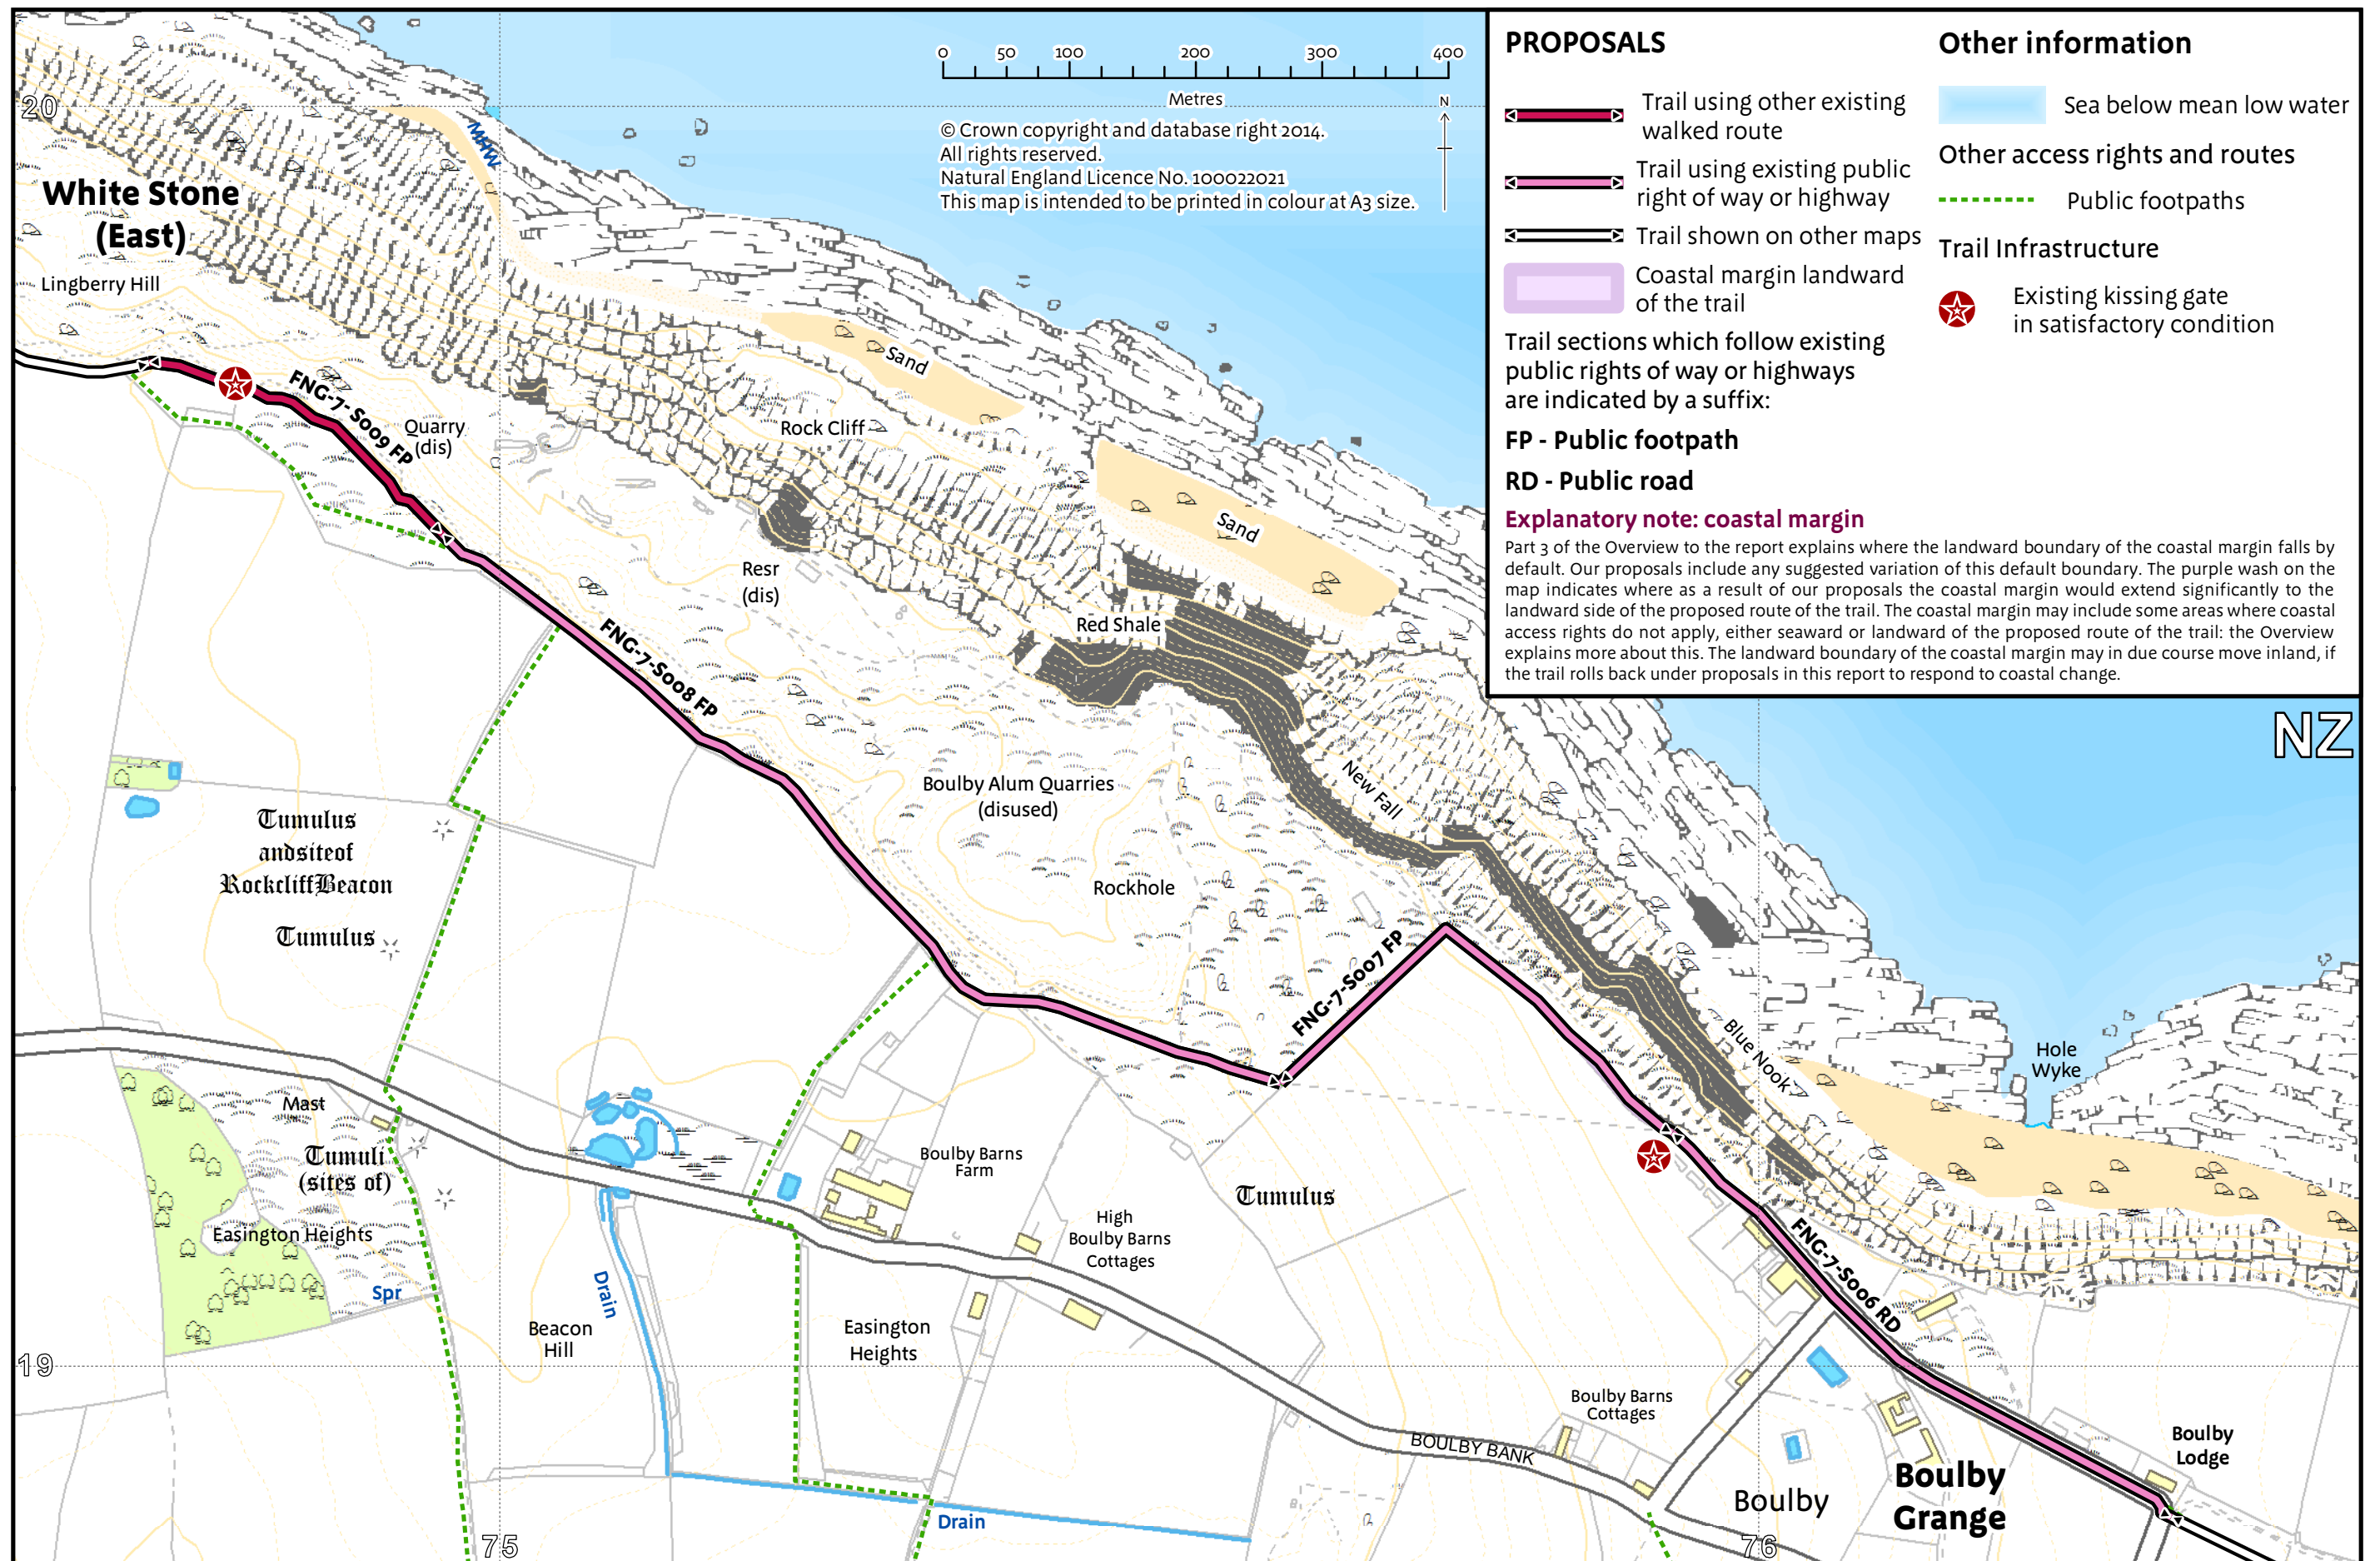 0 50 100 200 300 400
Metres
N
© Crown copyright and database right 2014.
All rights reserved.
Natural England Licence No. 100022021
This map is intended to be printed in colour at A3 size.
PROPOSALS
Trail using other existing
walked route
Trail using existing public
right of way or highway
Trail shown on other maps
Coastal margin landward
of the trail
Trail sections which follow existing
public rights of way or highways
are indicated by a suffix:
FP - Public footpath
RD - Public road
Other information
Sea below mean low water
Other access rights and routes
Public footpaths
Trail Infrastructure
Existing kissing gate
in satisfactory condition
Explanatory note: coastal margin
Part 3 of the Overview to the report explains where the landward boundary of the coastal margin falls by
default. Our proposals include any suggested variation of this default boundary. The purple wash on the
map indicates where as a result of our proposals the coastal margin would extend significantly to the
landward side of the proposed route of the trail. The coastal margin may include some areas where coastal
access rights do not apply, either seaward or landward of the proposed route of the trail: the Overview
explains more about this. The landward boundary of the coastal margin may in due course move inland, if
the trail rolls back under proposals in this report to respond to coastal change.
NZ
20
MHW
White Stone
(East)
Lingberry Hill
FNG-7-S009 FP
Quarry
(dis)
Sand
Rock Cliff
Sand
Resr
(dis)
Red Shale
FNG-7-S008 FP
New Fall
Boulby Alum Quarries
(disused)
Tumulus
andsiteof
RockcliffBeacon
Rockhole
Tumulus
FNG-7-S007 FP
Blue Nook
Hole
Wyke
Mast
Tumuli
(sites of)
Boulby Barns
Farm
Tumulus
Easington Heights
High
Boulby Barns
Cottages
FNG-7-S006 RD
Spr
Drain
Beacon
Hill
Easington
Heights
19
Boulby Barns
Cottages
BOULBY BANK
Boulby
Lodge
Boulby
Grange
Boulby
Drain
75
76